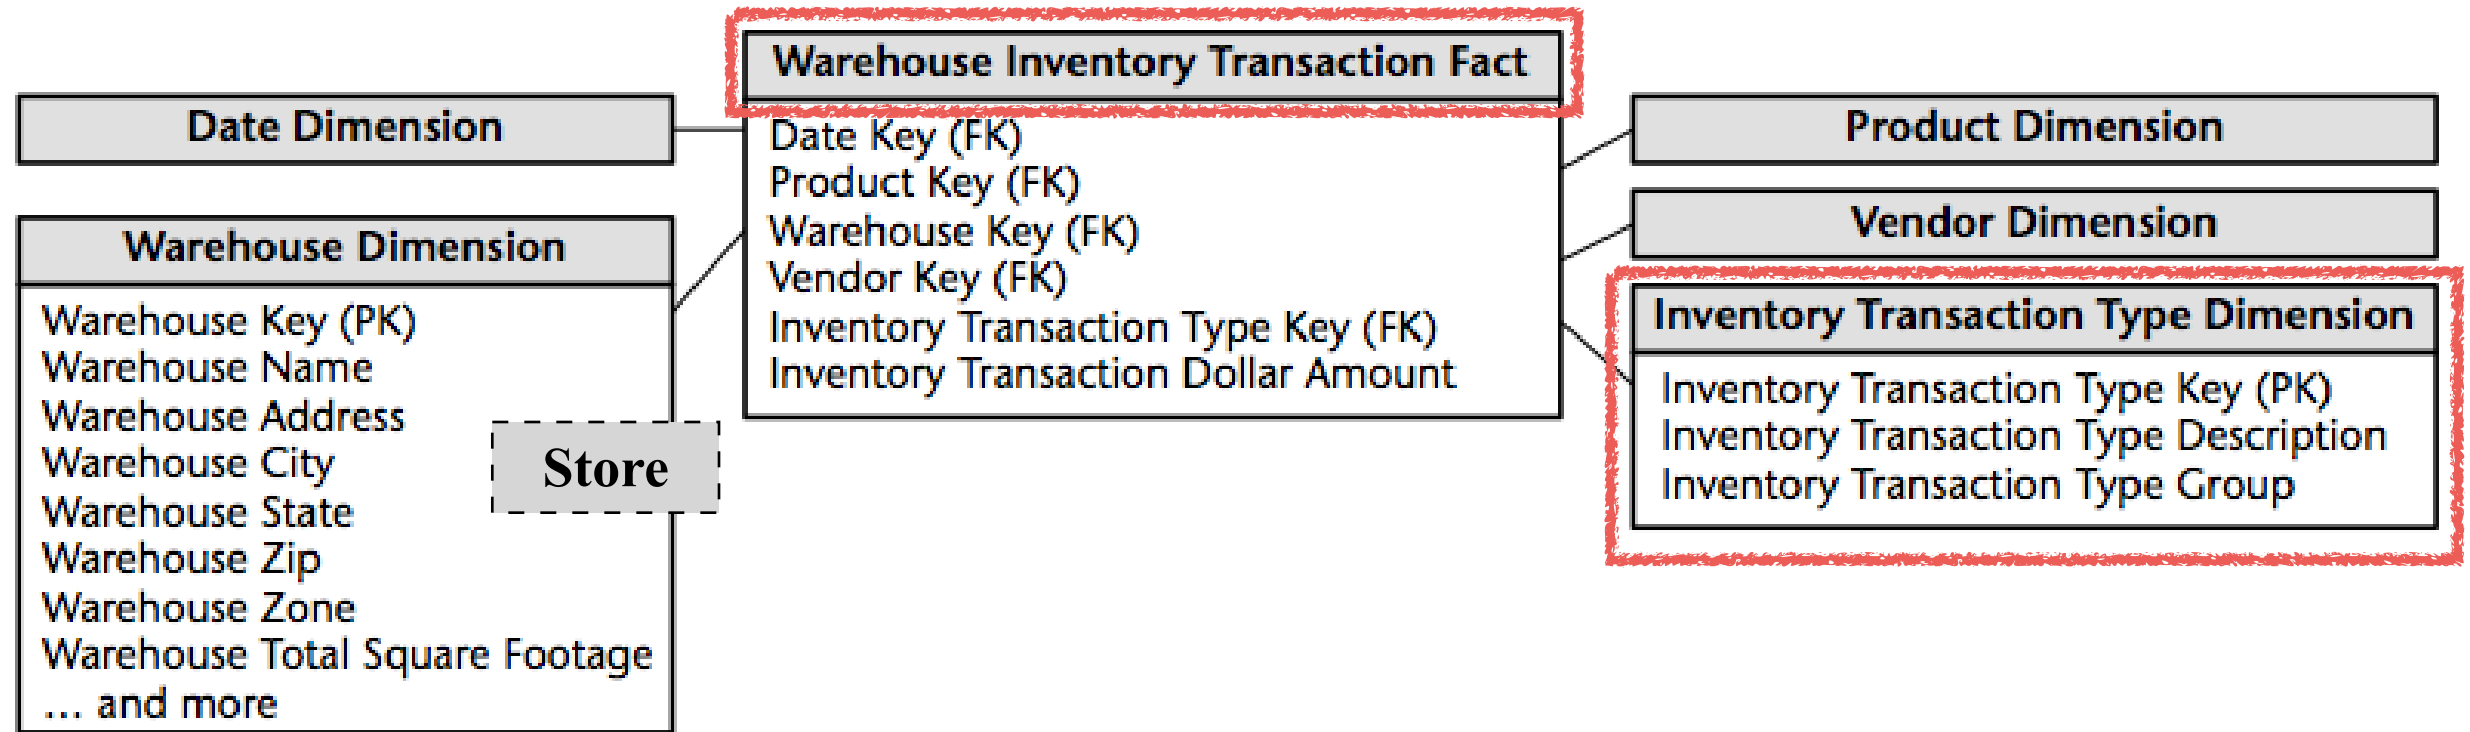 Warehouse Inventory Transaction Fact
Date Key (FK)
Product Key (FK)
Warehouse Key (FK)
Vendor Key (FK)
Inventory Transaction Type Key (FK)
Inventory Transaction Dollar Amount
Date Dimension
Warehouse Dimension
Warehouse Key (PK)
Warehouse Name
Warehouse Address
Warehouse City
Warehouse State
Warehouse Zip
Warehouse Zone
Warehouse Total Square Footage
... and more
Store
Product Dimension
Vendor Dimension
Inventory Transaction Type Dimension
Inventory Transaction Type Key (PK)
Inventory Transaction Type Description
Inventory Transaction Type Group